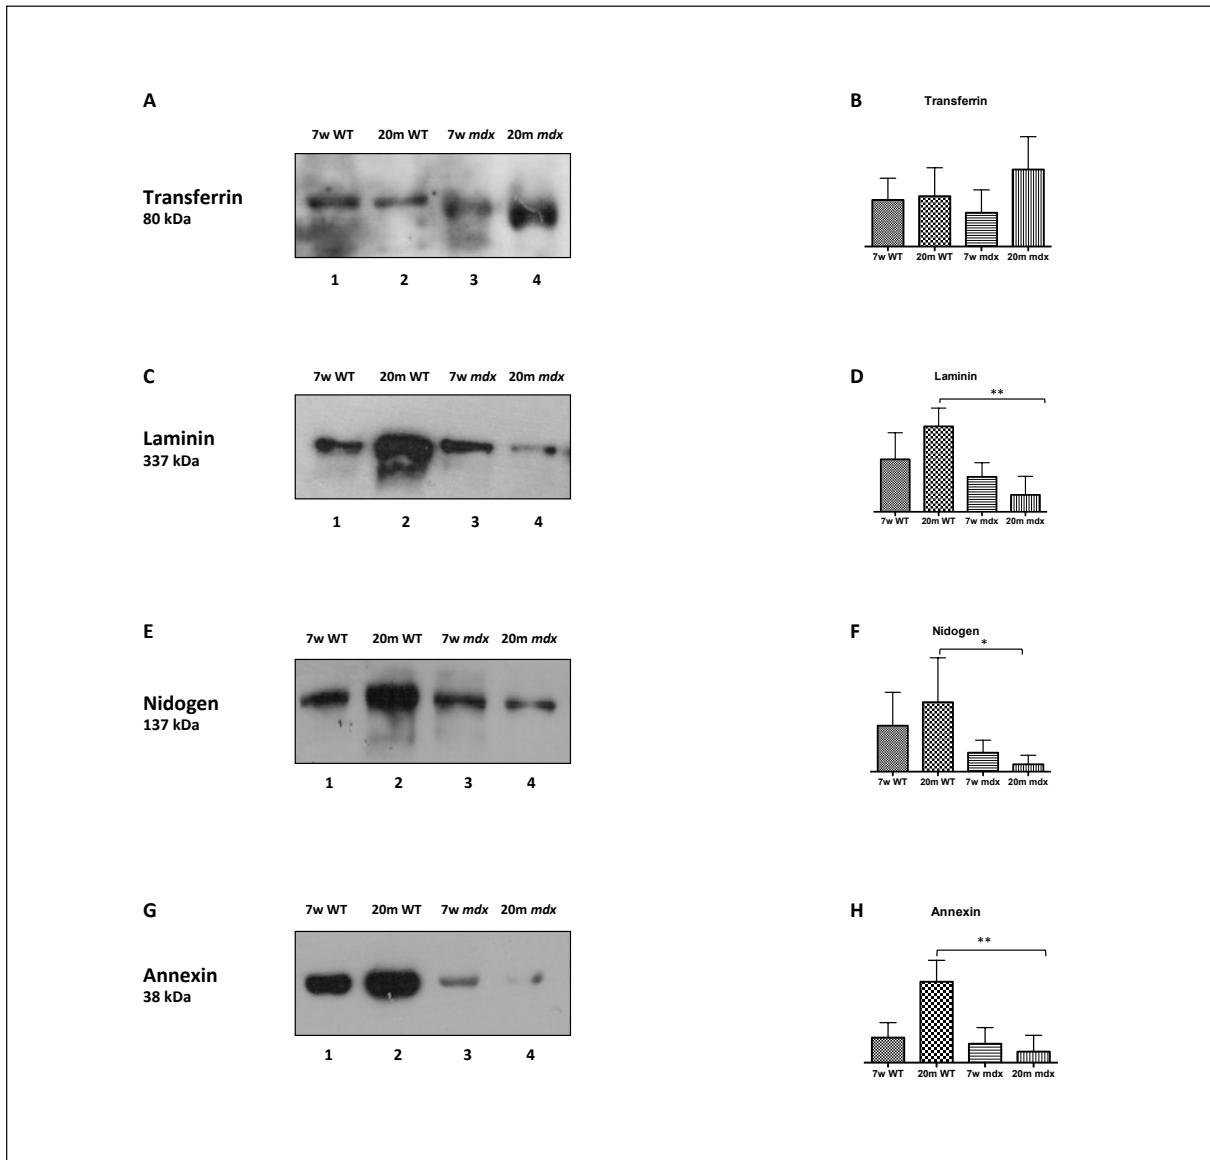 A
7w WT 20m WT 7w mdx 20m mdx
Transferrin
80 kDa
1 2 3 4
B Transferrin
7w WT 20m WT 7w mdx 20m mdx
C
7w WT 20m WT 7w mdx 20m mdx
Laminin
337 kDa
1 2 3 4
D Laminin
**
7w WT 20m WT 7w mdx 20m mdx
E
7w WT 20m WT 7w mdx 20m mdx
Nidogen
137 kDa
1 2 3 4
F Nidogen
*
7w WT 20m WT 7w mdx 20m mdx
G
7w WT 20m WT 7w mdx 20m mdx
Annexin
38 kDa
1 2 3 4
H Annexin
**
7w WT 20m WT 7w mdx 20m mdx